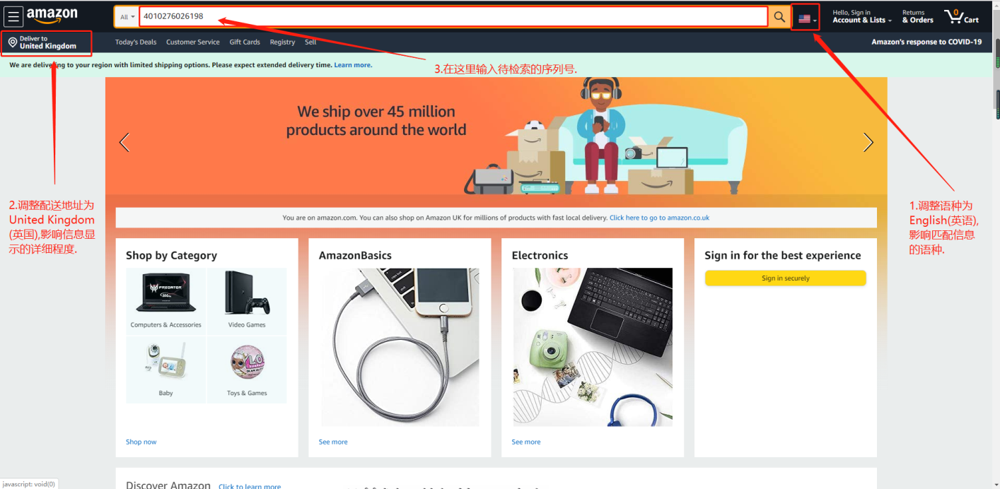 amazon
All
4010276026198
Hello, Sign in
Account & Lists
Returns
& Orders
0
Cart
Deliver to
United Kingdom
Today's Deals
Customer Service
Gift Cards
Registry
Sell
Amazon's response to COVID-19
We are delivering to your region with limited shipping options. Please expect extended delivery time. Learn more.
3.在这里输入待检索的序列号.
We ship over 45 million
products around the world
2.调整配送地址为
United Kingdom
(英国),影响信息显
示的详细程度.
1.调整语种为
English(英语),
影响匹配信息
的语种.
You are on amazon.com. You can also shop on Amazon UK for millions of products with fast local delivery. Click here to go to amazon.co.uk
Shop by Category
PREDATOR
Computers & Accessories
Video Games
Baby
Toys & Games
Shop now
AmazonBasics
See more
Electronics
See more
Sign in for the best experience
Sign in securely
Discover Amazon
Click to learn more
javascript: void(0)